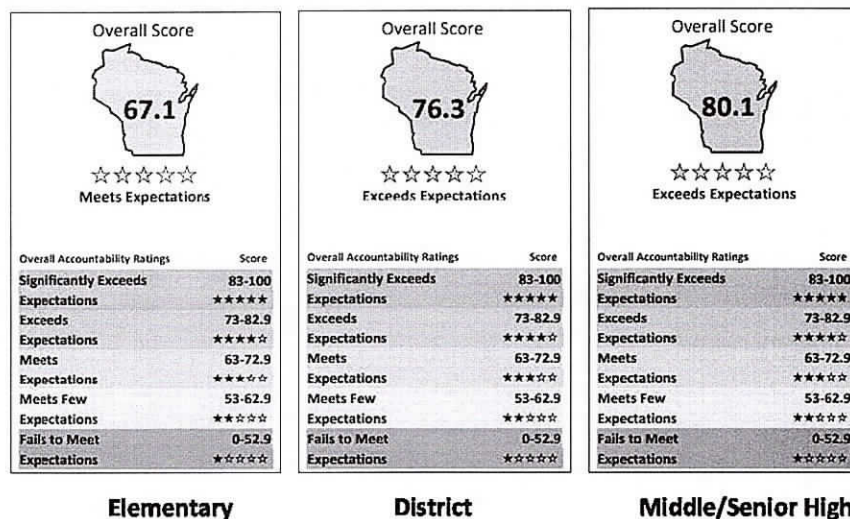 Overall Score
67.1
☆☆☆☆☆
Meets Expectations
Overall Accountability Ratings Score
Significantly Exceeds 83-100
Expectations ★★★★★
Exceeds 73-82.9
Expectations ★★★★☆
Meets 63-72.9
Expectations ★★★☆☆
Meets Few 53-62.9
Expectations ★★☆☆☆
Fails to Meet 0-52.9
Expectations ★☆☆☆☆
Elementary
Overall Score
76.3
☆☆☆☆☆
Exceeds Expectations
Overall Accountability Ratings Score
Significantly Exceeds 83-100
Expectations ★★★★★
Exceeds 73-82.9
Expectations ★★★★☆
Meets 63-72.9
Expectations ★★★☆☆
Meets Few 53-62.9
Expectations ★★☆☆☆
Fails to Meet 0-52.9
Expectations ★☆☆☆☆
District
Overall Score
80.1
☆☆☆☆☆
Exceeds Expectations
Overall Accountability Ratings Score
Significantly Exceeds 83-100
Expectations ★★★★★
Exceeds 73-82.9
Expectations ★★★★☆
Meets 63-72.9
Expectations ★★★☆☆
Meets Few 53-62.9
Expectations ★★☆☆☆
Fails to Meet 0-52.9
Expectations ★☆☆☆☆
Middle/Senior High